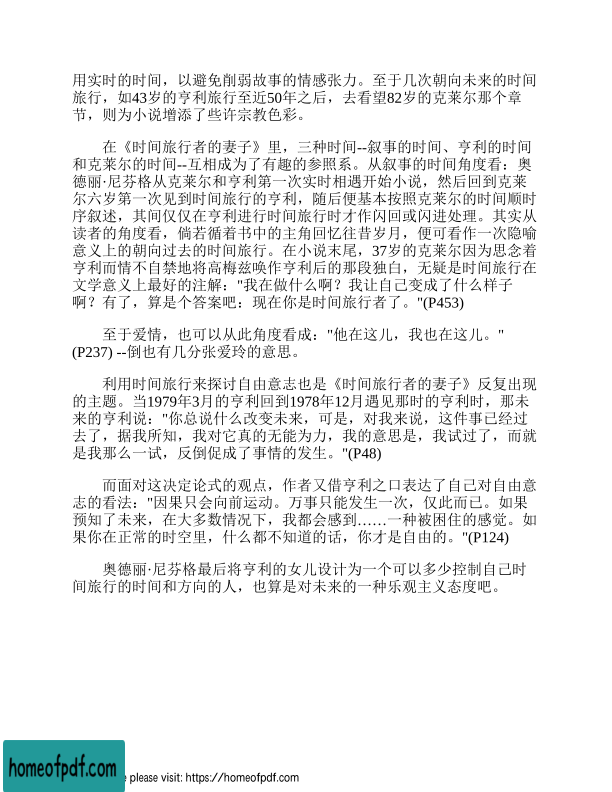 用实时的时间，以避免削弱故事的情感张力。至于几次朝向未来的时间
旅行，如43岁的亨利旅行至近50年之后，去看望82岁的克莱尔那个章
节，则为小说增添了些许宗教色彩。
在《时间旅行者的妻子》里，三种时间--叙事的时间、亨利的时间
和克莱尔的时间--互相成为了有趣的参照系。从叙事的时间角度看：奥
德丽·尼芬格从克莱尔和亨利第一次实时相遇开始小说，然后回到克莱
尔六岁第一次见到时间旅行的亨利，随后便基本按照克莱尔的时间顺时
序叙述，其间仅仅在亨利进行时间旅行时才作闪回或闪进处理。其实从
读者的角度看，倘若循着书中的主角回忆往昔岁月，便可看作一次隐喻
意义上的朝向过去的时间旅行。在小说末尾，37岁的克莱尔因为思念着
亨利而情不自禁地将高梅兹唤作亨利后的那段独白，无疑是时间旅行在
文学意义上最好的注解："我在做什么啊？我让自己变成了什么样子
啊？有了，算是个答案吧：现在你是时间旅行者了。"(P453)
至于爱情，也可以从此角度看成："他在这儿，我也在这儿。"
(P237) --倒也有几分张爱玲的意思。
利用时间旅行来探讨自由意志也是《时间旅行者的妻子》反复出现
的主题。当1979年3月的亨利回到1978年12月遇见那时的亨利时，那未
来的亨利说："你总说什么改变未来，可是，对我来说，这件事已经过
去了，据我所知，我对它真的无能为力，我的意思是，我试过了，而就
是我那么一试，反倒促成了事情的发生。"(P48)
而面对这决定论式的观点，作者又借亨利之口表达了自己对自由意
志的看法："因果只会向前运动。万事只能发生一次，仅此而已。如果
预知了未来，在大多数情况下，我都会感到……一种被困住的感觉。如
果你在正常的时空里，什么都不知道的话，你才是自由的。"(P124)
奥德丽·尼芬格最后将亨利的女儿设计为一个可以多少控制自己时
间旅行的时间和方向的人，也算是对未来的一种乐观主义态度吧。
homeofpdf.com
please visit: https://homeofpdf.com